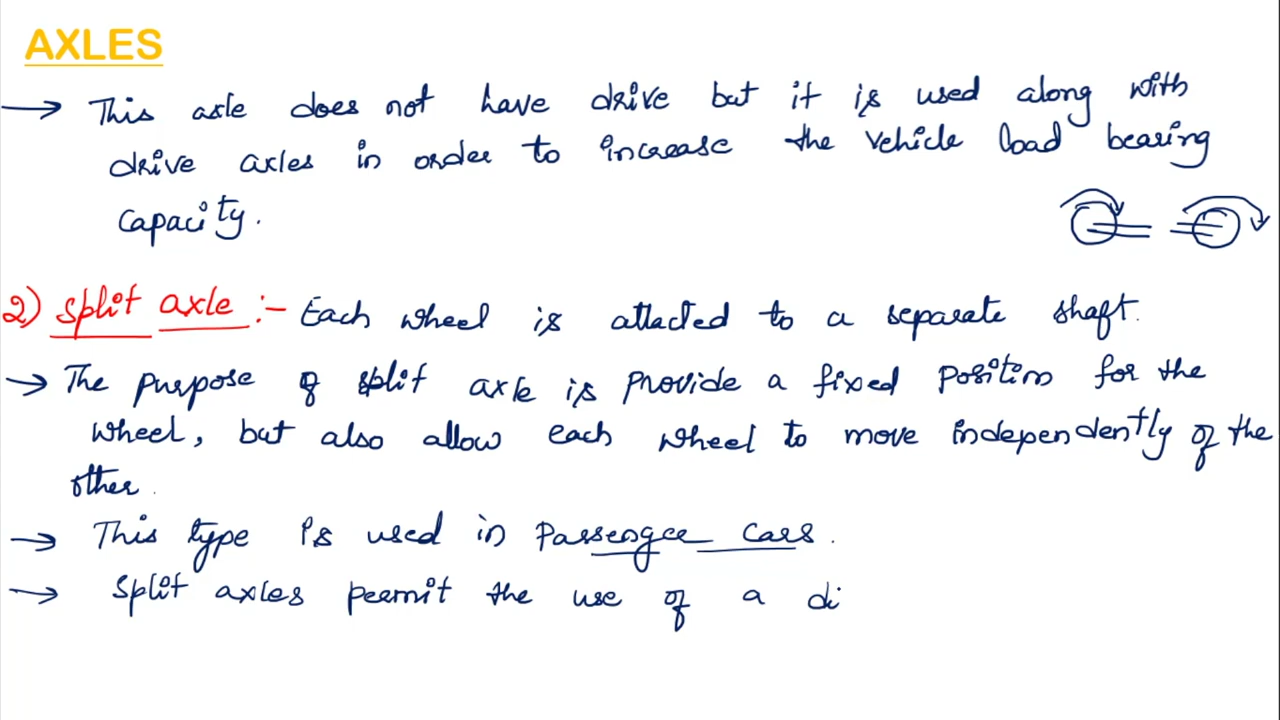 AXLES
→ This axle does not have drive but it is used along with
drive axles in order to increase the vehicle load bearing
capacity.
2) Split axle :- Each wheel is attacted to a separate shaft.
→ The purpose of split axle is provide a fixed position for the
wheel, but also allow each wheel to move independently of the
other.
→ This type is used in Passenger cars.
→ Split axles permit the use of a di